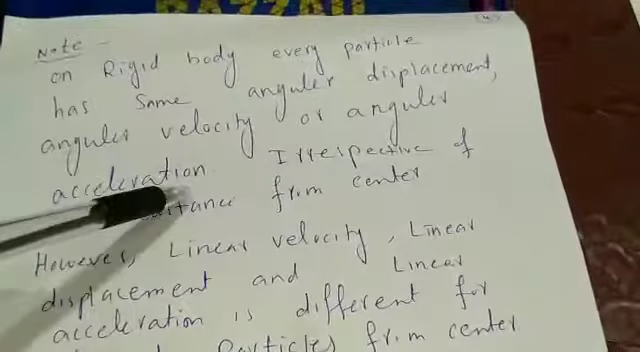 Note -
on Rigid body every particle
has same angular displacement,
angular velocity or angular
acceleration. Irrespective of
from center
However, Linear velocity, Linear
displacement and Linear
acceleration is different for
Particles from center